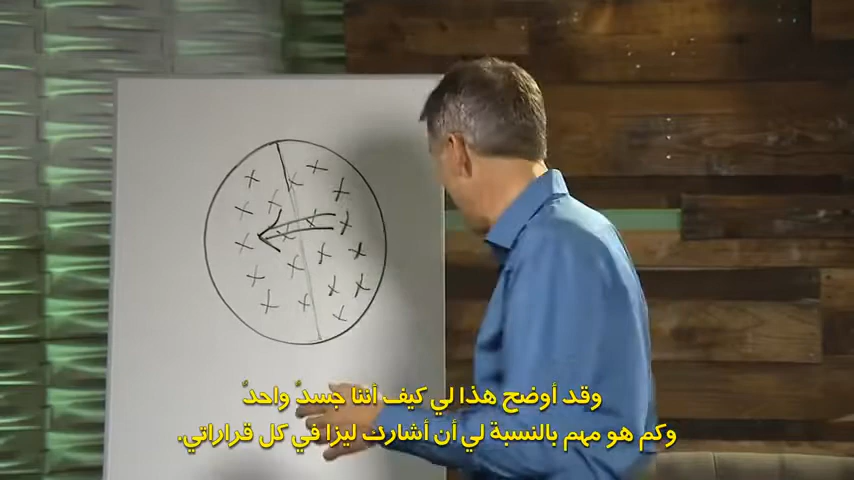 وقد أوضح هذا لي كيف أننا جسدٌ واحدٌ
وكم هو مهم بالنسبة لي أن أشارك ليزا في كل قراراتي.